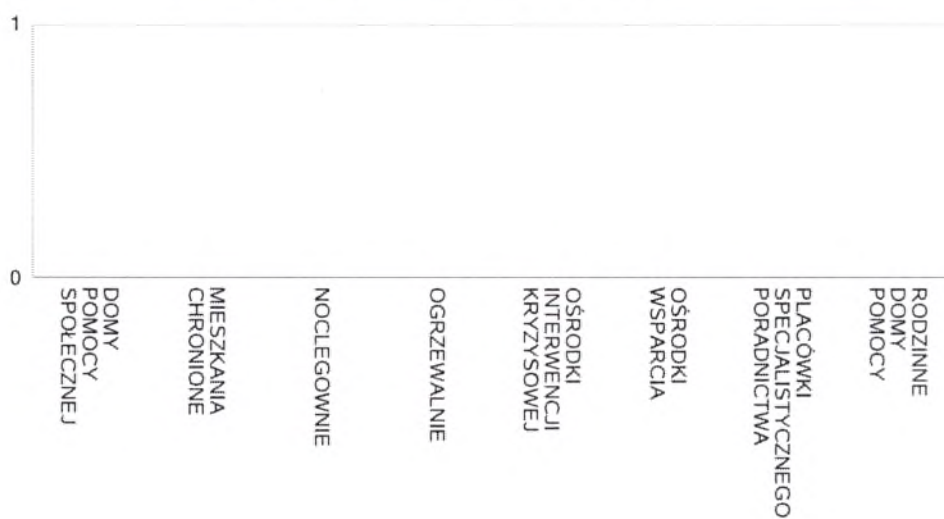 1
0
DOMY
POMOCY
SPOŁECZNEJ
MIESZKANIA
CHRONIONE
NOCLEGOWNIE
OGRZEWALNIE
OŚRODKI
INTERWENCJI
KRYZYSOWEJ
OŚRODKI
WSPARCIA
PLACÓWKI
SPECJALISTYCZNEGO
PORADNICTWA
RODZINNE
DOMY
POMOCY